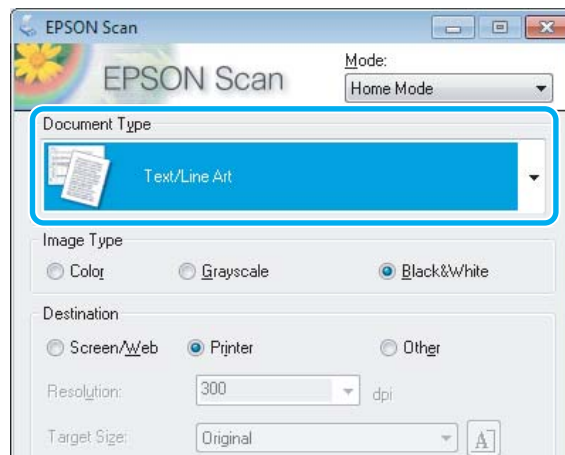 EPSON Scan
EPSON Scan
Mode:
Home Mode
Document Type
Text/Line Art
Image Type
Color Grayscale Black&White
Destination
Screen/Web Printer Other
Resolution: 300 dpi
Target Size: Original A